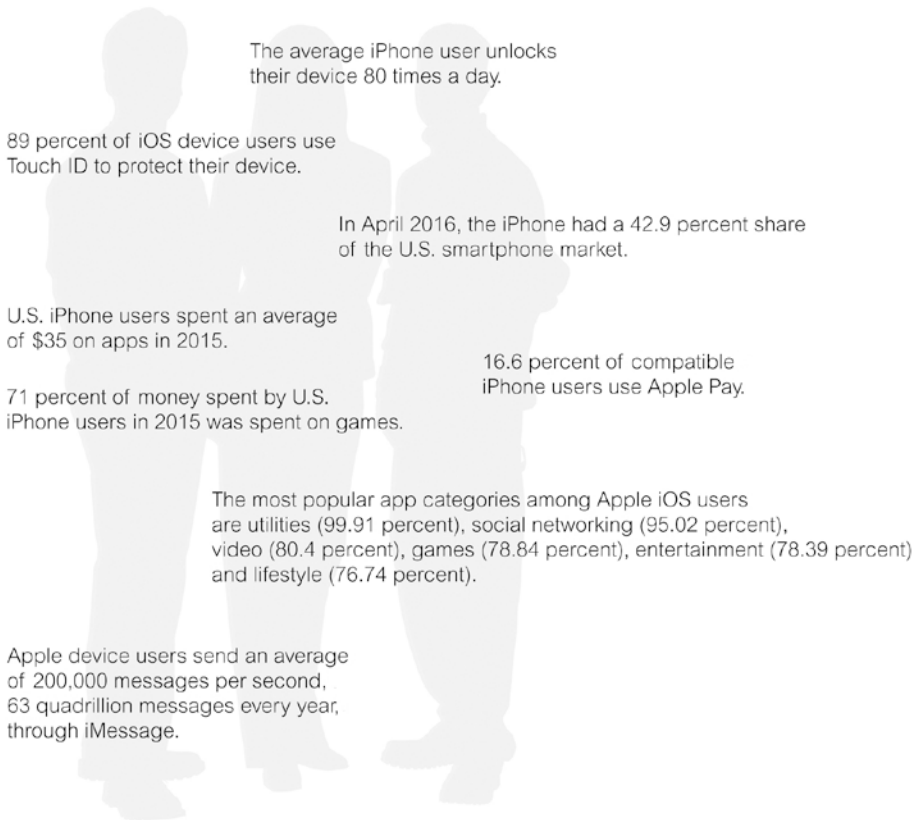 The average iPhone user unlocks
their device 80 times a day.
89 percent of iOS device users use
Touch ID to protect their device.
In April 2016, the iPhone had a 42.9 percent share
of the U.S. smartphone market.
U.S. iPhone users spent an average
of $35 on apps in 2015.
16.6 percent of compatible
iPhone users use Apple Pay.
71 percent of money spent by U.S.
iPhone users in 2015 was spent on games.
The most popular app categories among Apple iOS users
are utilities (99.91 percent), social networking (95.02 percent),
video (80.4 percent), games (78.84 percent), entertainment (78.39 percent)
and lifestyle (76.74 percent).
Apple device users send an average
of 200,000 messages per second,
63 quadrillion messages every year,
through iMessage.